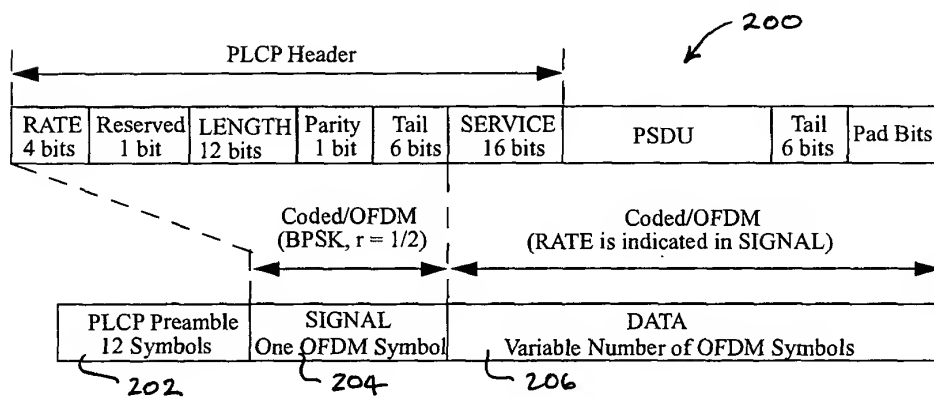 200
PLCP Header
RATE
4 bits
Reserved
1 bit
LENGTH
12 bits
Parity
1 bit
Tail
6 bits
SERVICE
16 bits
PSDU
Tail
6 bits
Pad Bits
Coded/OFDM
(BPSK, r = 1/2)
Coded/OFDM
(RATE is indicated in SIGNAL)
PLCP Preamble
12 Symbols
SIGNAL
One OFDM Symbol
DATA
Variable Number of OFDM Symbols
202
204
206